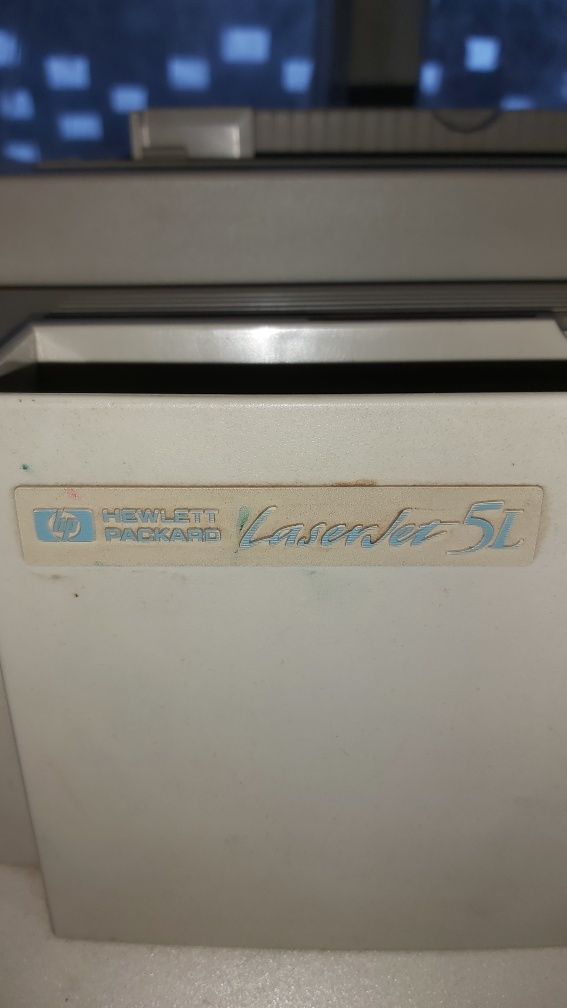 hp HEWLETT
PACKARD
LaserJet 5L